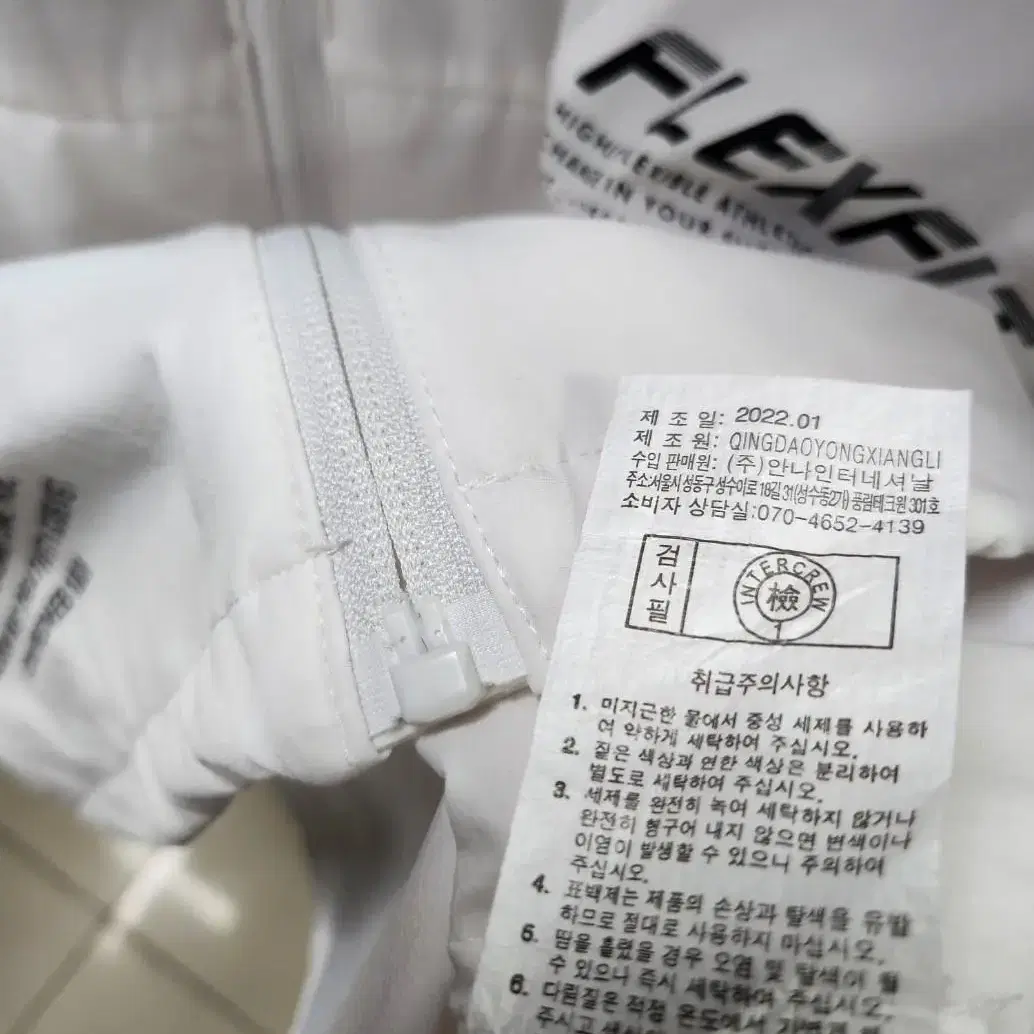 FLEXFIT
HIGH/FLEXIBLE ATHLE
IN YOUR
제 조 일: 2022.01
제 조 원: QINGDAOYONGXIANGLI
수입 판매원: (주)안나인터네셔날
주소서울시성동구성수이로18길31(성수동2가) 풍림테크원301호
소비자 상담실:070-4652-4139
검사필
INTERCREW
檢
1
취급주의사항
1. 미지근한 물에서 중성 세제를 사용하
여 약하게 세탁하여 주십시오.
2. 짙은 색상과 연한 색상은 분리하여
별도로 세탁하여 주십시오.
3. 세제를 완전히 녹여 세탁하지 않거나
완전히 헹구어 내지 않으면 변색이나
이염이 발생할 수 있으니 주의하여
주십시오.
4. 표백제는 제품의 손상과 탈색을 유발
하므로 절대로 사용하지 마십시오.
5. 땀을 흘렸을 경우 오염 및 탈색이 될
수 있으니 즉시 세탁하여 주십시오.
6. 다림질은 적정 온도에서
주시고